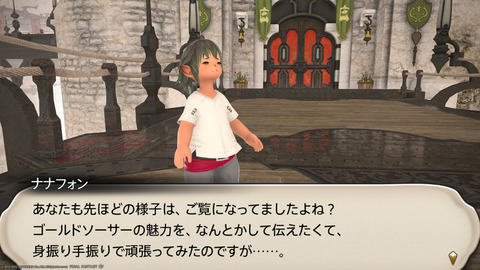 ナナフォン
あなたも先ほどの様子は、ご覧になってましたよね？
ゴールドソーサーの魅力を、なんとかして伝えたくて、
身振り手振りで頑張ってみたのですが……。